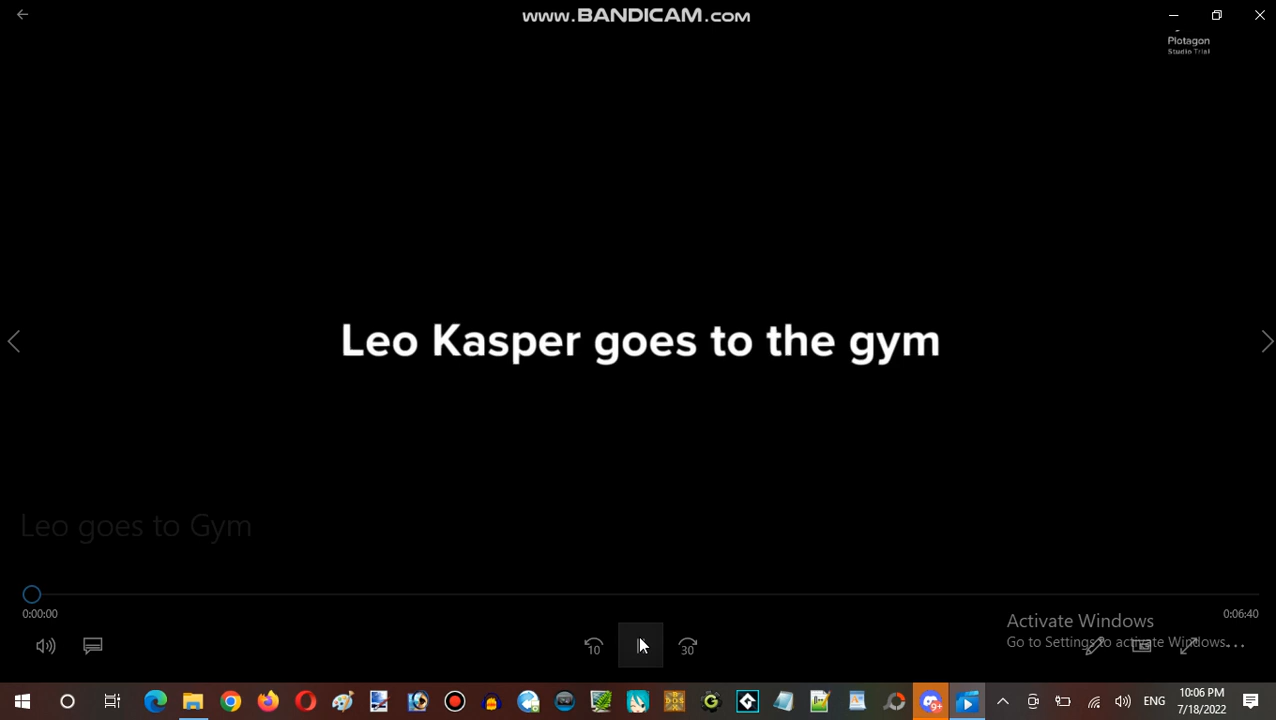 www.BANDICAM.com
Plotagon
Studio Trial
Leo Kasper goes to the gym
Leo goes to Gym
0:00:00
0:06:40
10
30
Activate Windows
Go to Settings to activate Windows.
9+
ENG
10:06 PM
7/18/2022